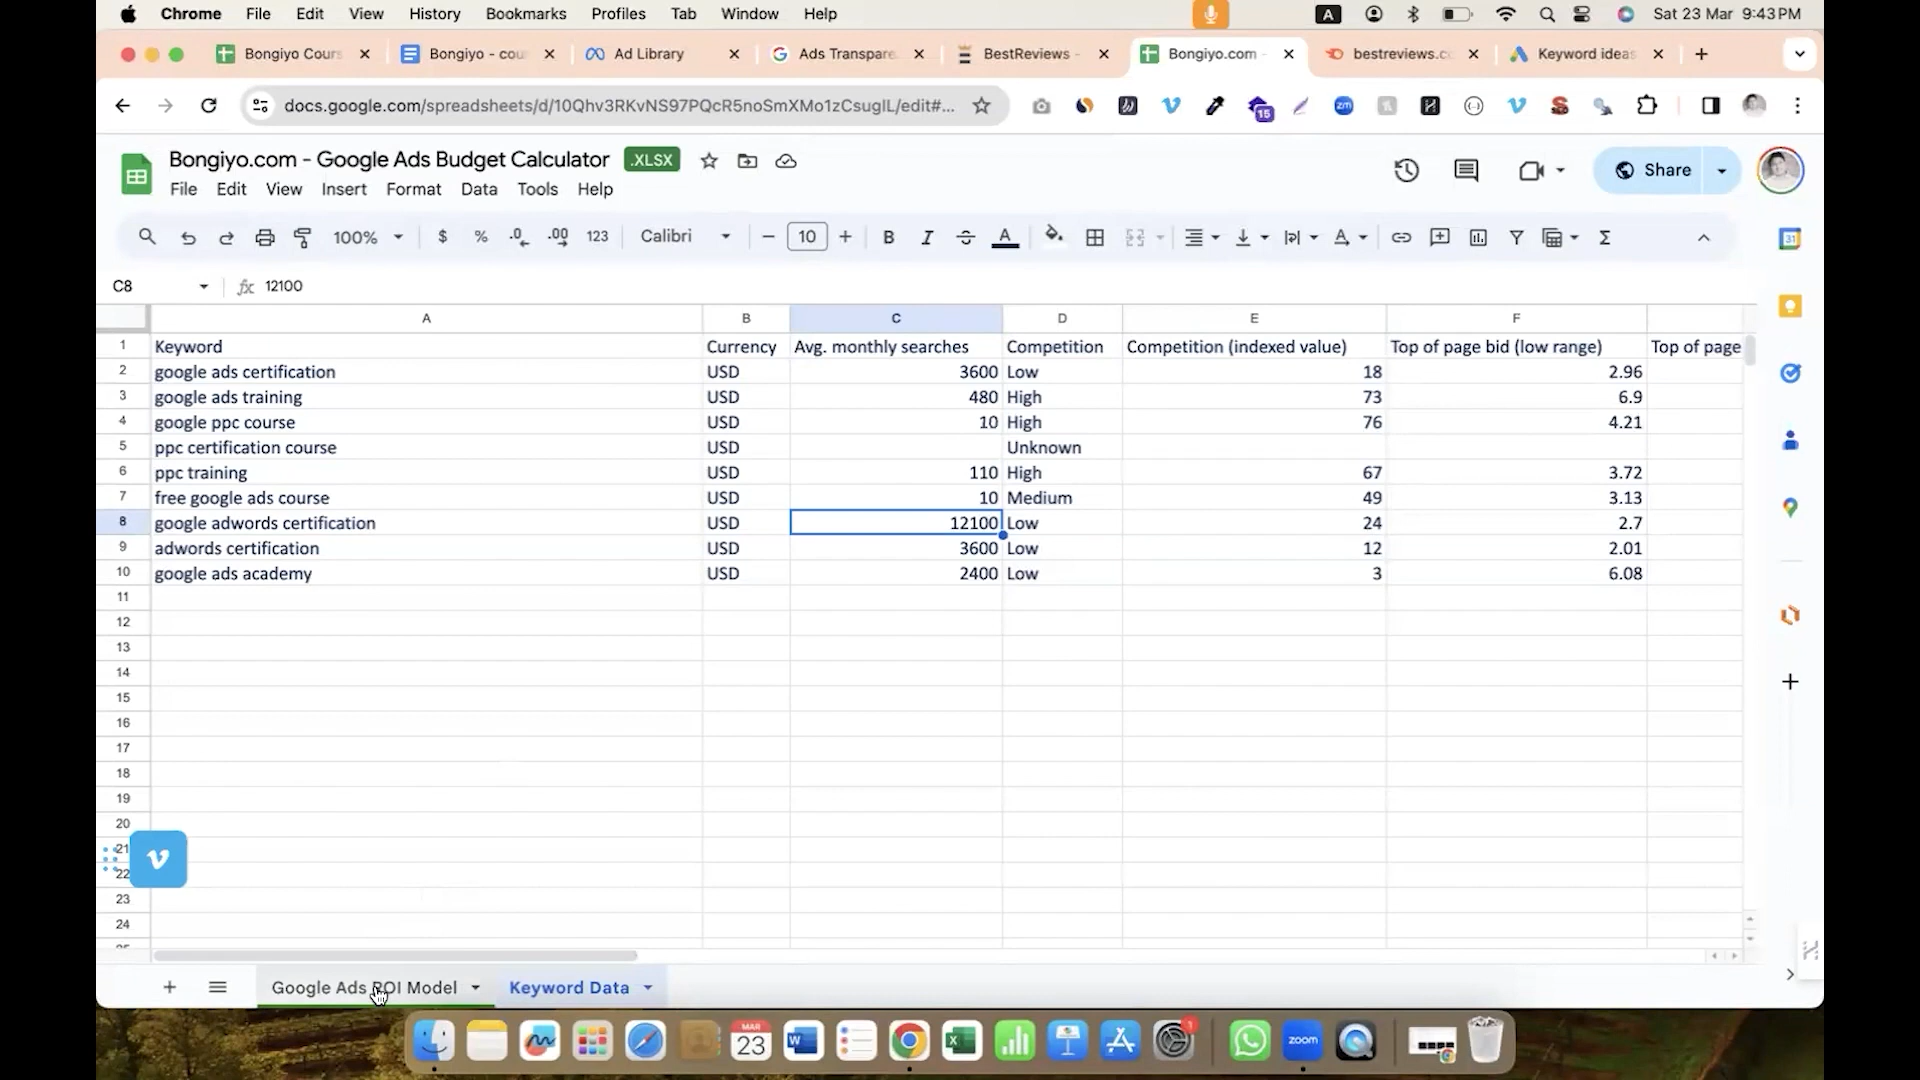 Chrome File Edit View History Bookmarks Profiles Tab Window Help A Sat 23 Mar 9:43 PM
Bongiyo Cours Bongiyo - cou Ad Library Ads Transpare BestReviews - Bongiyo.com - bestreviews.co Keyword ideas
docs.google.com/spreadsheets/d/10Qhv3RKvNS97PQcR5noSmXMo1zCsuglL/edit#... zm 15
Bongiyo.com - Google Ads Budget Calculator .XLSX
File Edit View Insert Format Data Tools Help Share
100% $ % .0 .00 123 Calibri 10 B I A 31
C8 fx 12100
A B C D E F
1 Keyword Currency Avg. monthly searches Competition Competition (indexed value) Top of page bid (low range) Top of page
2 google ads certification USD 3600 Low 18 2.96
3 google ads training USD 480 High 73 6.9
4 google ppc course USD 10 High 76 4.21
5 ppc certification course USD Unknown
6 ppc training USD 110 High 67 3.72
7 free google ads course USD 10 Medium 49 3.13
8 google adwords certification USD 12100 Low 24 2.7
9 adwords certification USD 3600 Low 12 2.01
10 google ads academy USD 2400 Low 3 6.08
11
12
13
14
15
16
17
18
19
20
21
22
23
24
Google Ads ROI Model Keyword Data
MAR 23 W X 1 zoom